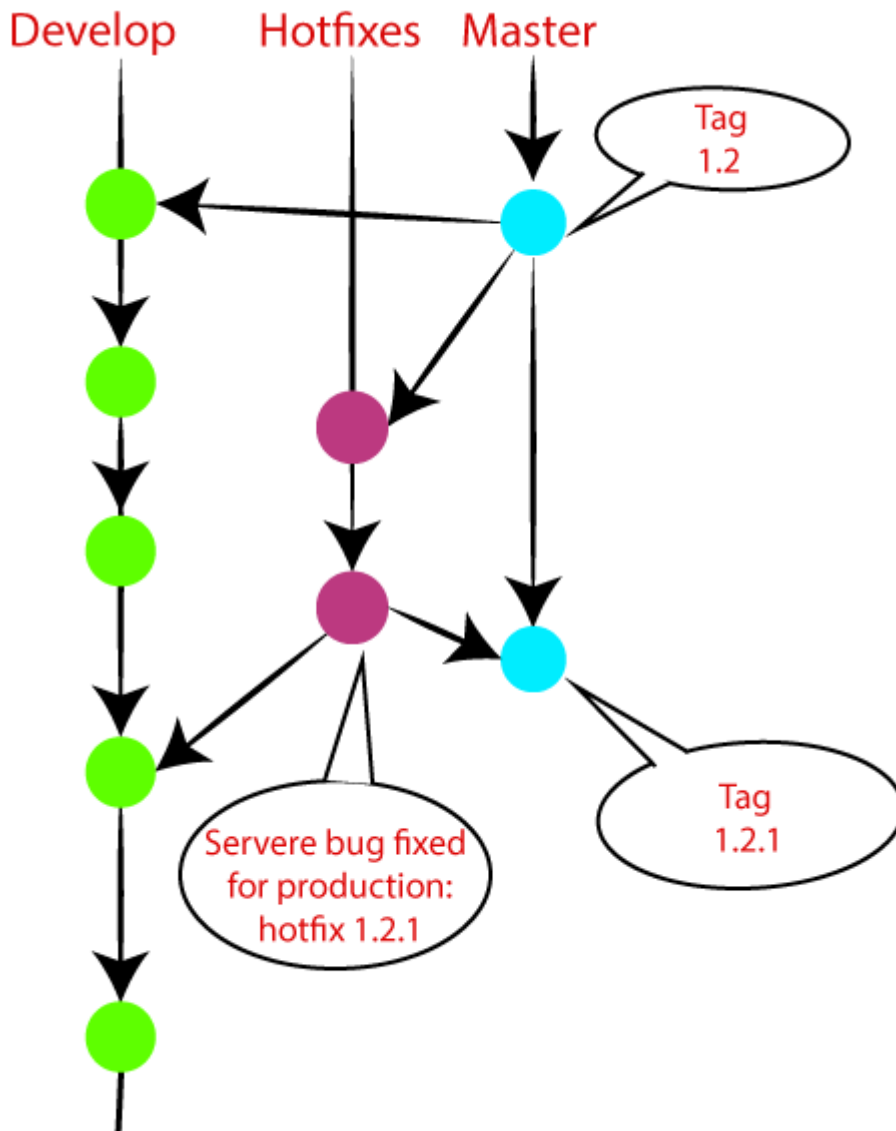 Develop
Hotfixes
Master
Tag
1.2
Servere bug fixed
for production:
hotfix 1.2.1
Tag
1.2.1